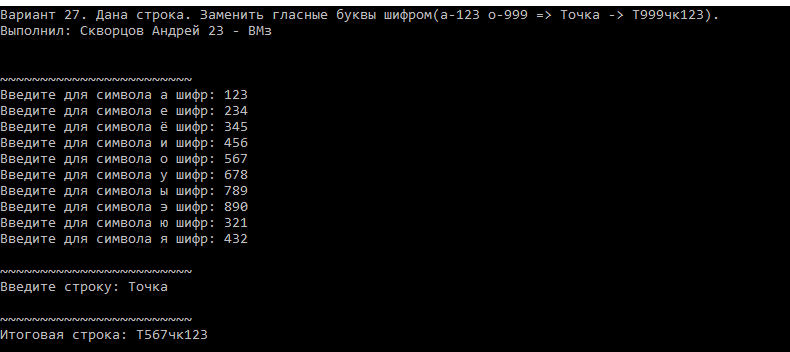 Вариант 27. Дана строка. Заменить гласные буквы шифром(а-123 о-999 => Точка -> Т999чк123).
Выполнил: Скворцов Андрей 23 - ВМз
~~~~~~~~~~~~~~~~~~~~~~~~
Введите для символа а шифр: 123
Введите для символа е шифр: 234
Введите для символа ё шифр: 345
Введите для символа и шифр: 456
Введите для символа о шифр: 567
Введите для символа у шифр: 678
Введите для символа ы шифр: 789
Введите для символа э шифр: 890
Введите для символа ю шифр: 321
Введите для символа я шифр: 432
~~~~~~~~~~~~~~~~~~~~~~~~
Введите строку: Точка
~~~~~~~~~~~~~~~~~~~~~~~~
Итоговая строка: Т567чк123